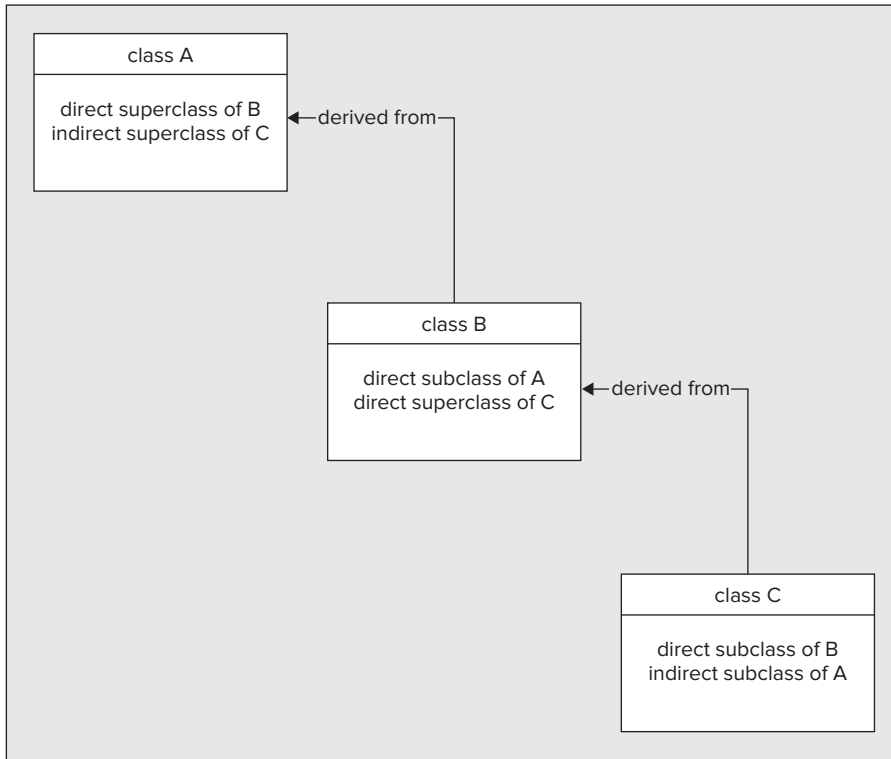 class A
direct superclass of B
indirect superclass of C
derived from
class B
direct subclass of A
direct superclass of C
derived from
class C
direct subclass of B
indirect subclass of A